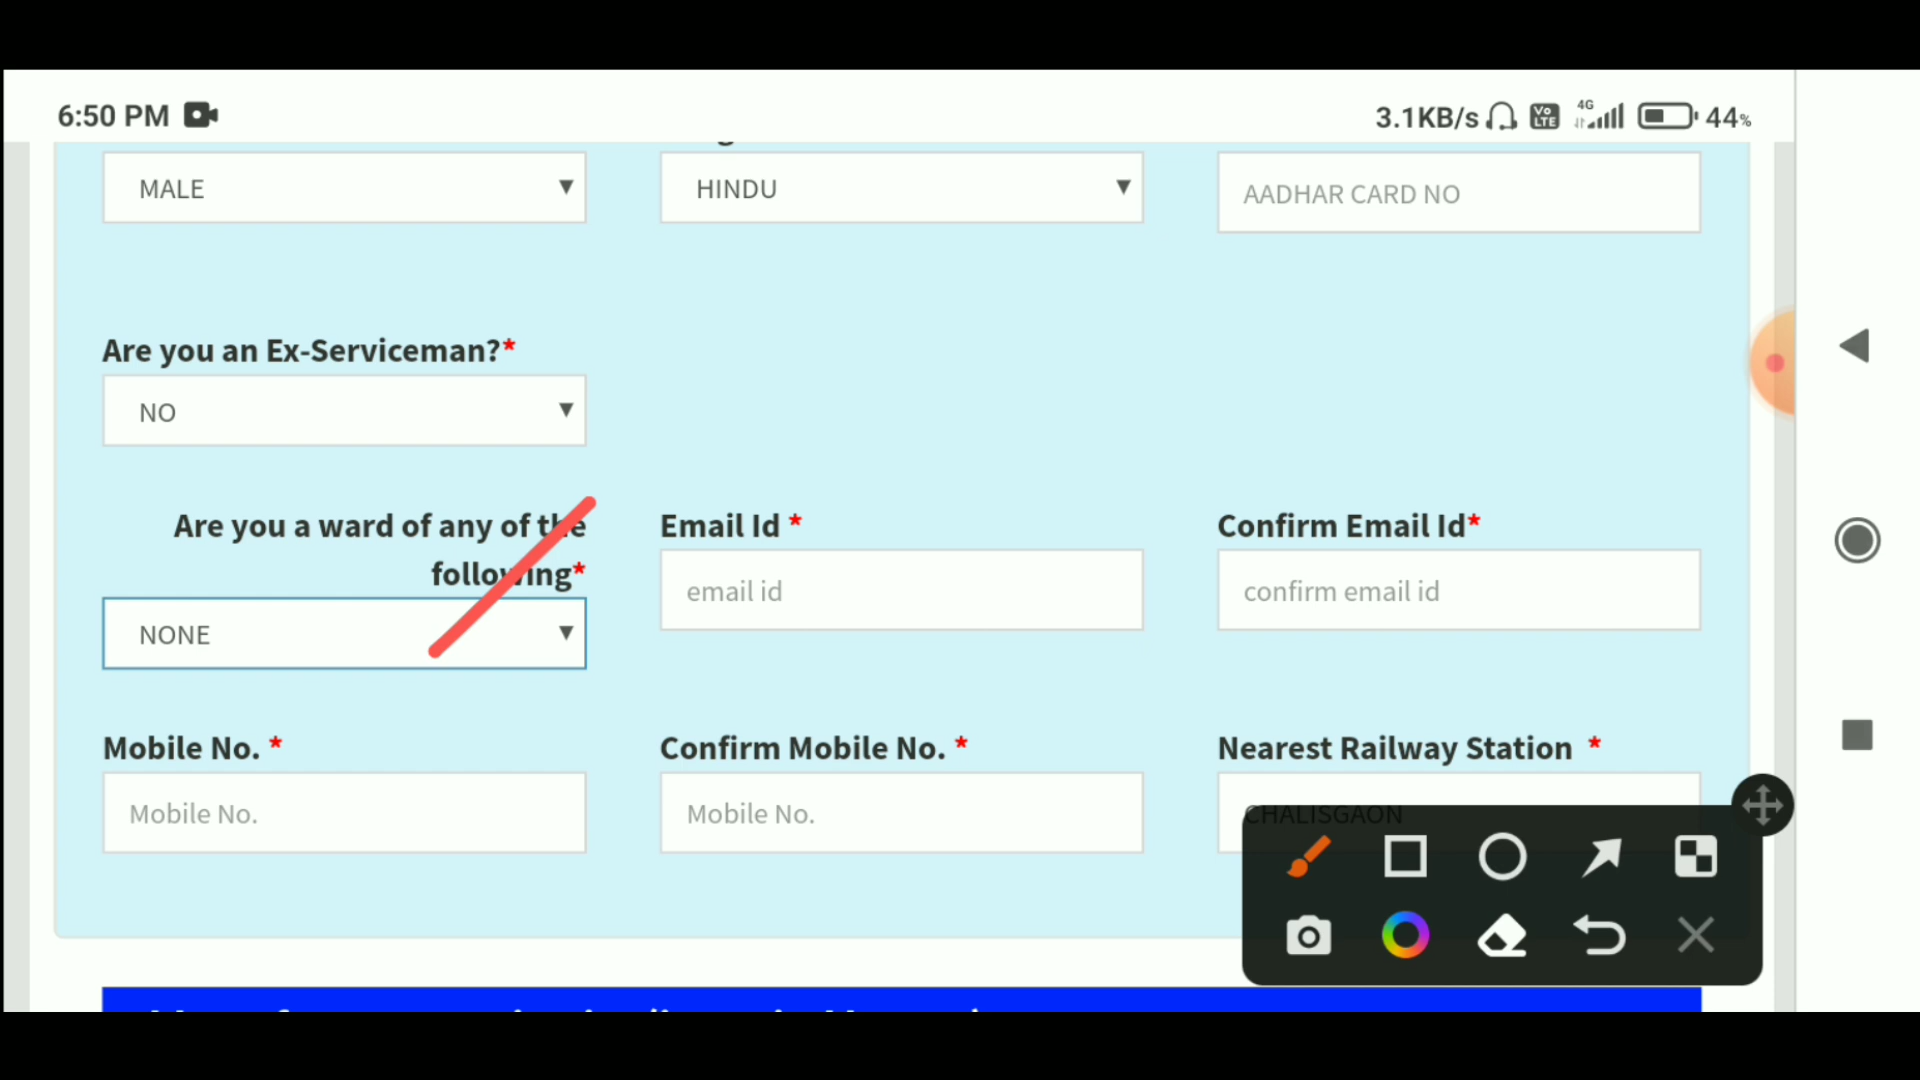 6:50 PM 3.1KB/s Vo LTE 4G 44%
MALE HINDU AADHAR CARD NO
Are you an Ex-Serviceman?*
NO
Are you a ward of any of the Email Id * Confirm Email Id*
following*
email id confirm email id
NONE
Mobile No. * Confirm Mobile No. * Nearest Railway Station *
Mobile No. Mobile No. CHALISGAON